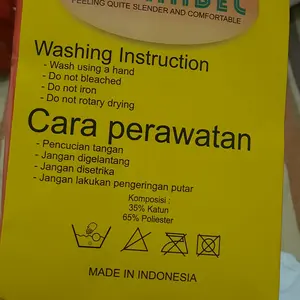 FEELING QUITE SLENDER AND COMFORTABLE
Washing Instruction
- Wash using a hand
- Do not bleached
- Do not iron
- Do not rotary drying
Cara perawatan
- Pencucian tangan
- Jangan digelantang
- Jangan disetrika
- Jangan lakukan pengeringan putar
Komposisi :
35% Katun
65% Poliester
MADE IN INDONESIA